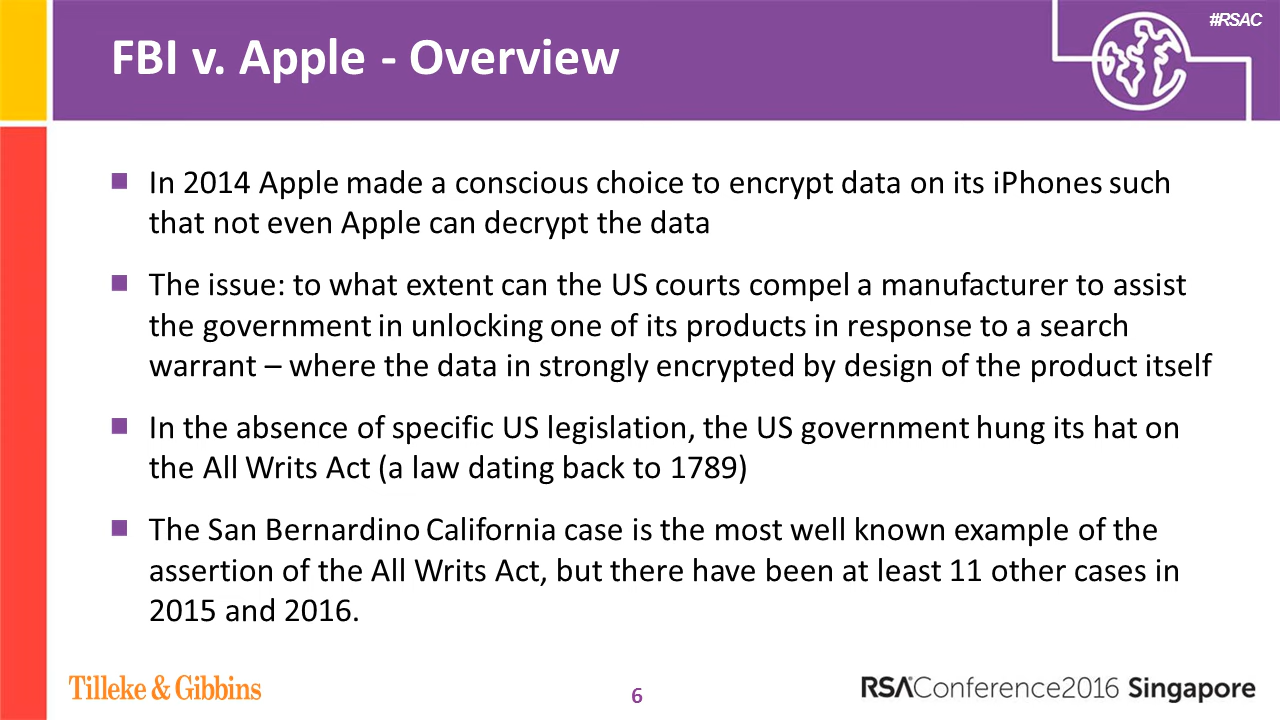 #RSAC
FBI v. Apple - Overview
In 2014 Apple made a conscious choice to encrypt data on its iPhones such
that not even Apple can decrypt the data
The issue: to what extent can the US courts compel a manufacturer to assist
the government in unlocking one of its products in response to a search
warrant – where the data in strongly encrypted by design of the product itself
In the absence of specific US legislation, the US government hung its hat on
the All Writs Act (a law dating back to 1789)
The San Bernardino California case is the most well known example of the
assertion of the All Writs Act, but there have been at least 11 other cases in
2015 and 2016.
Tilleke & Gibbins
6
RSAConference2016 Singapore